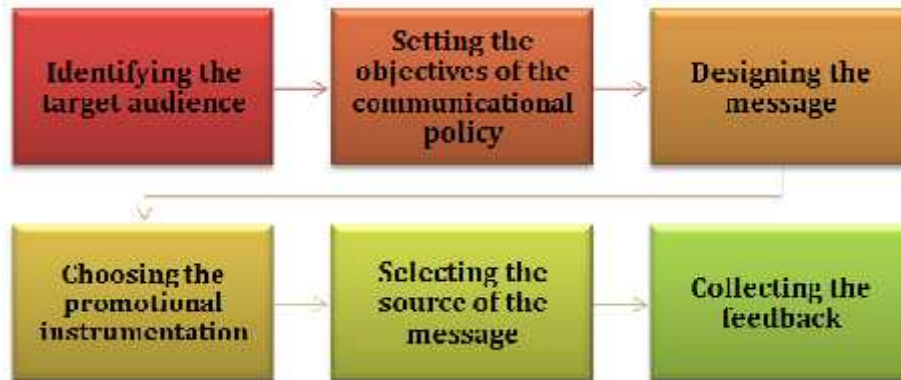 Identifying the
target audience
Setting the
objectives of the
communicational
policy
Designing the
message
Choosing the
promotional
instrumentation
Selecting the
source of the
message
Collecting the
feedback